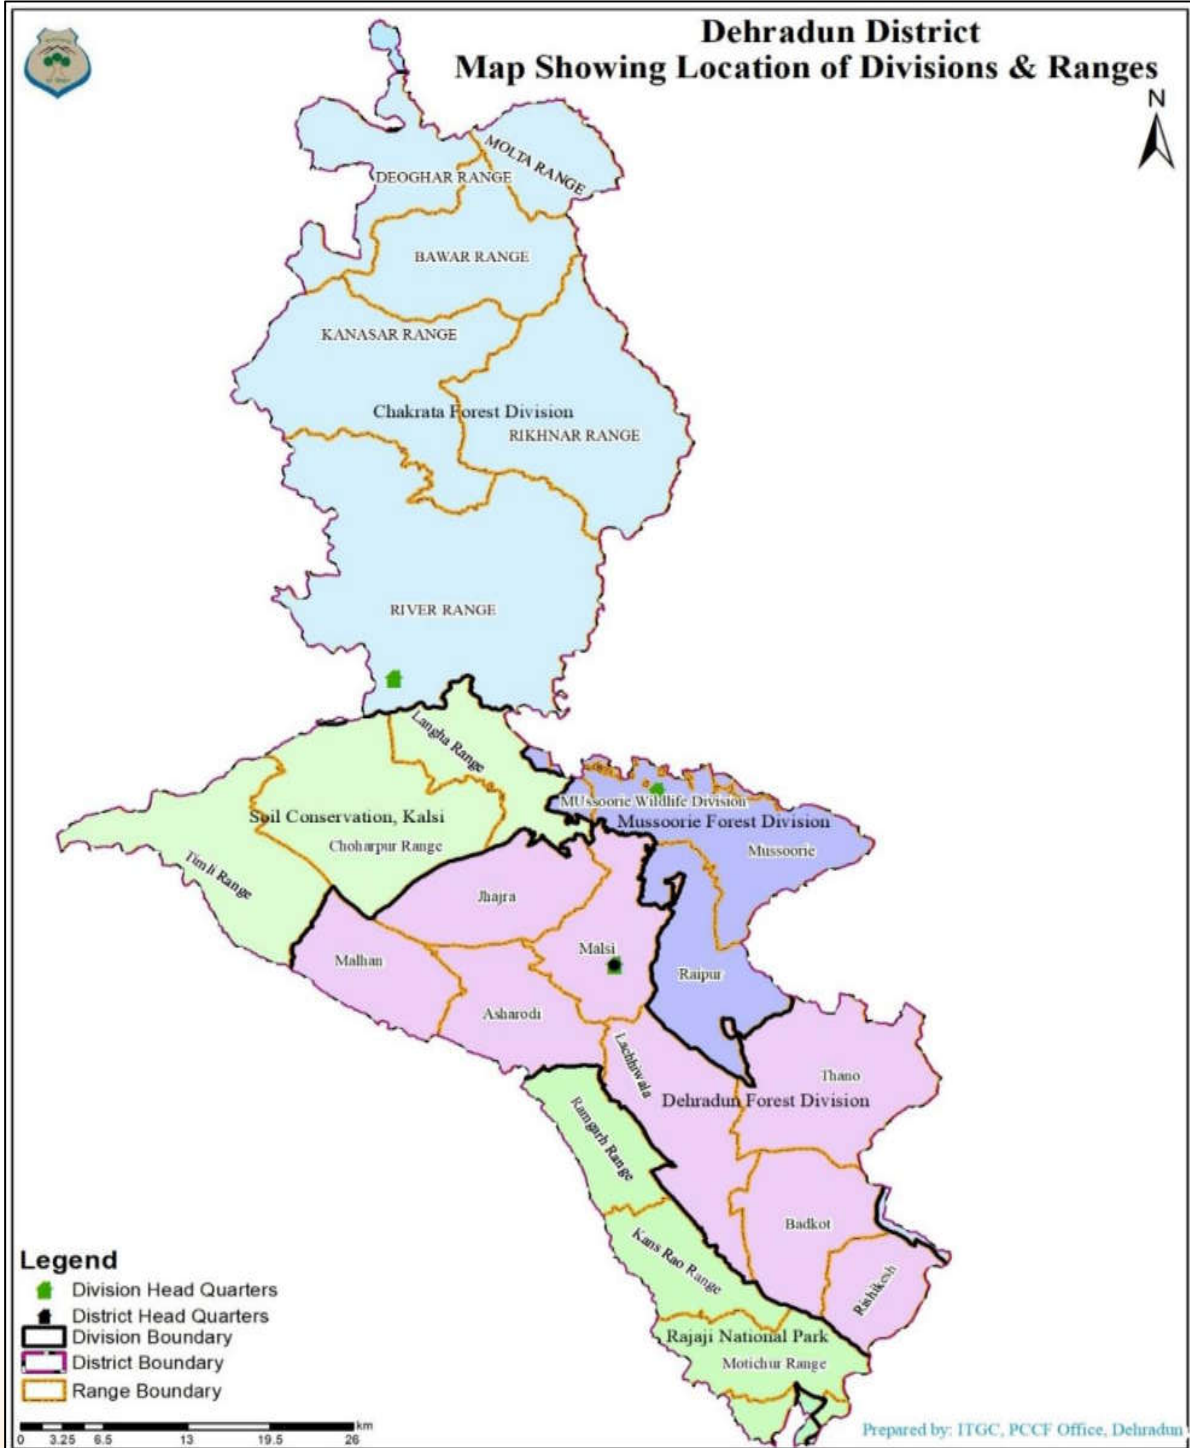 Dehradun District
Map Showing Location of Divisions & Ranges
N
MOLTA RANGE
DEOGHAR RANGE
BAWAR RANGE
KANASAR RANGE
Chakrata Forest Division
RIKHNAR RANGE
RIVER RANGE
Langha Range
MUssoorie Wildlife Division
Soil Conservation, Kalsi
Mussoorie Forest Division
Choharpur Range
Mussoorie
Timli Range
Jhajra
Malsi
Malhan
Raipur
Asharodi
Lachhiwala
Thano
Dehradun Forest Division
Ramgarh Range
Badkot
Kans Rao Range
Rishikesh
Rajaji National Park
Motichur Range
Legend
Division Head Quarters
District Head Quarters
Division Boundary
District Boundary
Range Boundary
km
0 3.25 6.5 13 19.5 26
Prepared by: ITGC, PCCF Office, Dehradun